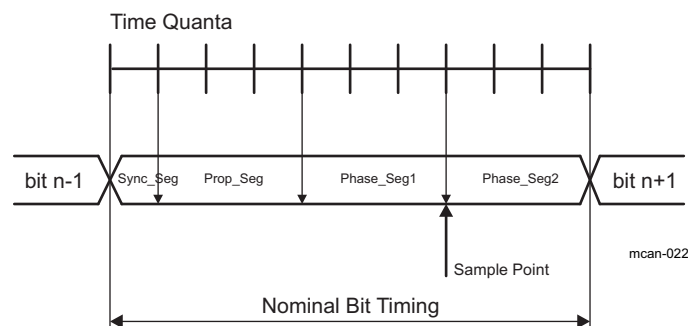 Time Quanta
bit n-1 Sync_Seg Prop_Seg Phase_Seg1 Phase_Seg2 bit n+1
mcan-022
Sample Point
Nominal Bit Timing